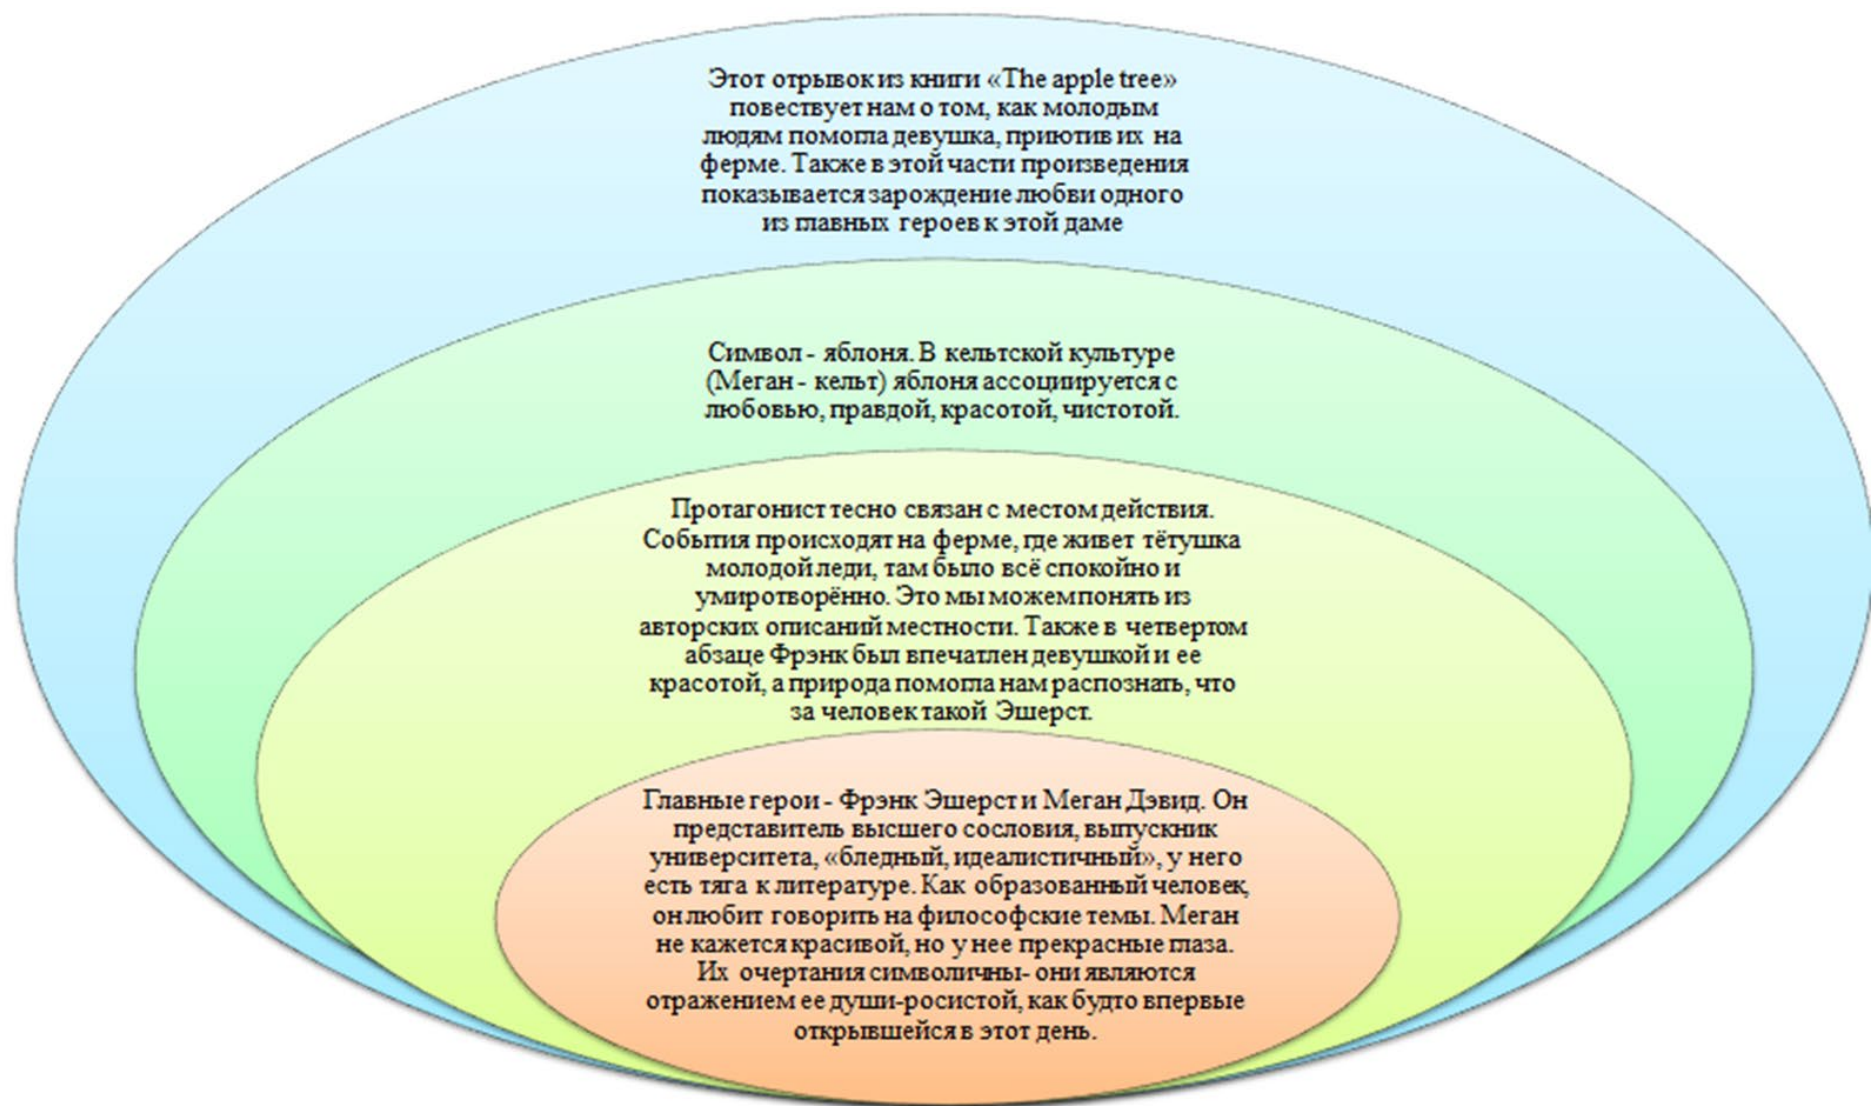 Этот отрывок из книги «The apple tree»
повествует нам о том, как молодым
людям помогла девушка, приютив их на
ферме. Также в этой части произведения
показывается зарождение любви одного
из главных героев к этой даме
Символ - яблоня. В кельтской культуре
(Меган - кельт) яблоня ассоциируется с
любовью, правдой, красотой, чистотой.
Протагонист тесно связан с местом действия.
События происходят на ферме, где живет тётушка
молодой леди, там было всё спокойно и
умиротворённо. Это мы можем понять из
авторских описаний местности. Также в четвертом
абзаце Фрэнк был впечатлен девушкой и ее
красотой, а природа помогла нам распознать, что
за человек такой Эшерст.
Главные герои - Фрэнк Эшерст и Меган Дэвид. Он
представитель высшего сословия, выпускник
университета, «бледный, идеалистичный», у него
есть тяга к литературе. Как образованный человек,
он любит говорить на философские темы. Меган
не кажется красивой, но у нее прекрасные глаза.
Их очертания символичны- они являются
отражением ее души-росистой, как будто впервые
открывшейся в этот день.